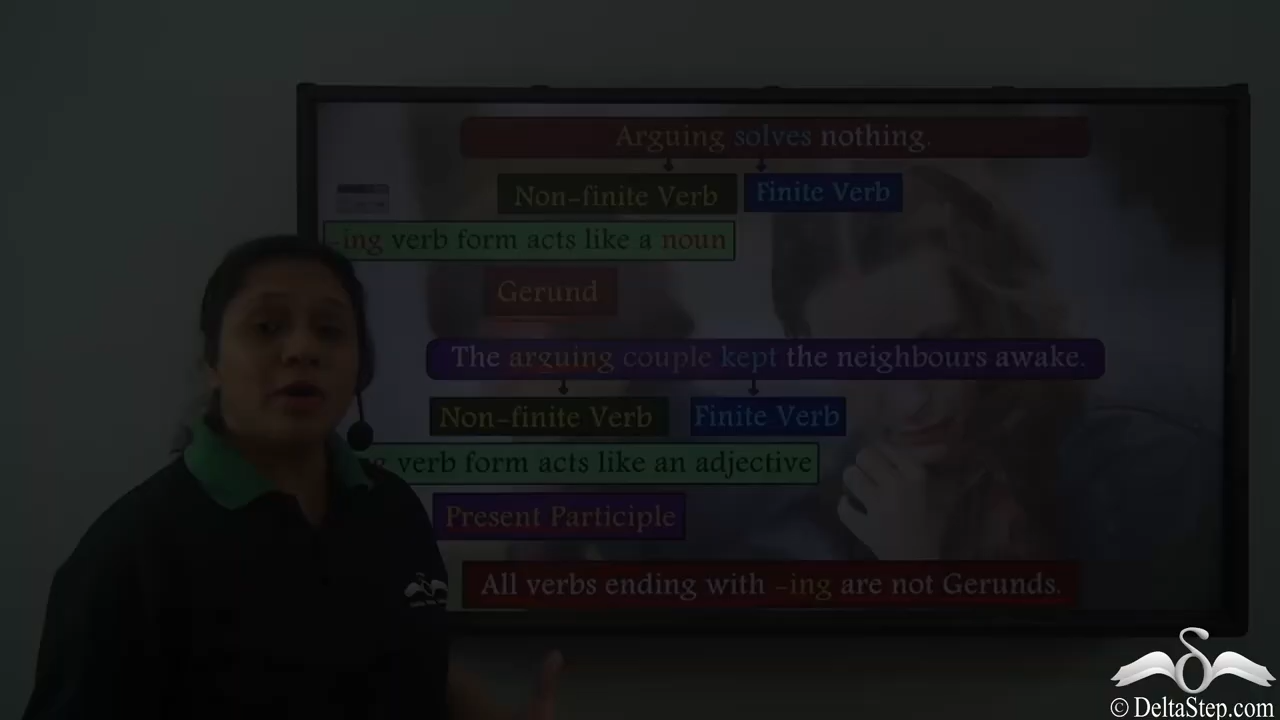 Arguing solves nothing.
Non-finite Verb Finite Verb
-ing verb form acts like a noun
Gerund
The arguing couple kept the neighbours awake.
Non-finite Verb Finite Verb
verb form acts like an adjective
Present Participle
All verbs ending with -ing are not Gerunds.
© DeltaStep.com